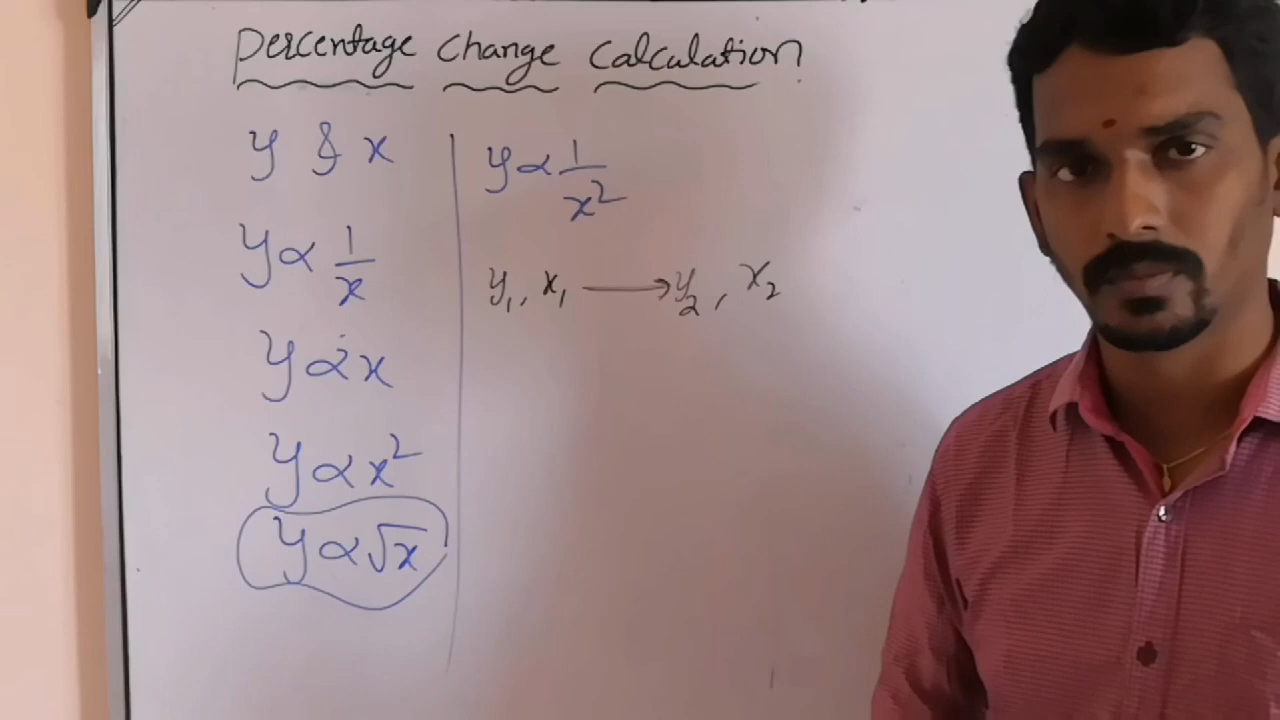 Percentage Change Calculation
y & x
y ∝ 1/x
y ∝ x
y ∝ x²
y ∝ √x
y ∝ 1/x²
y₁, x₁ ⟶ y₂, x₂